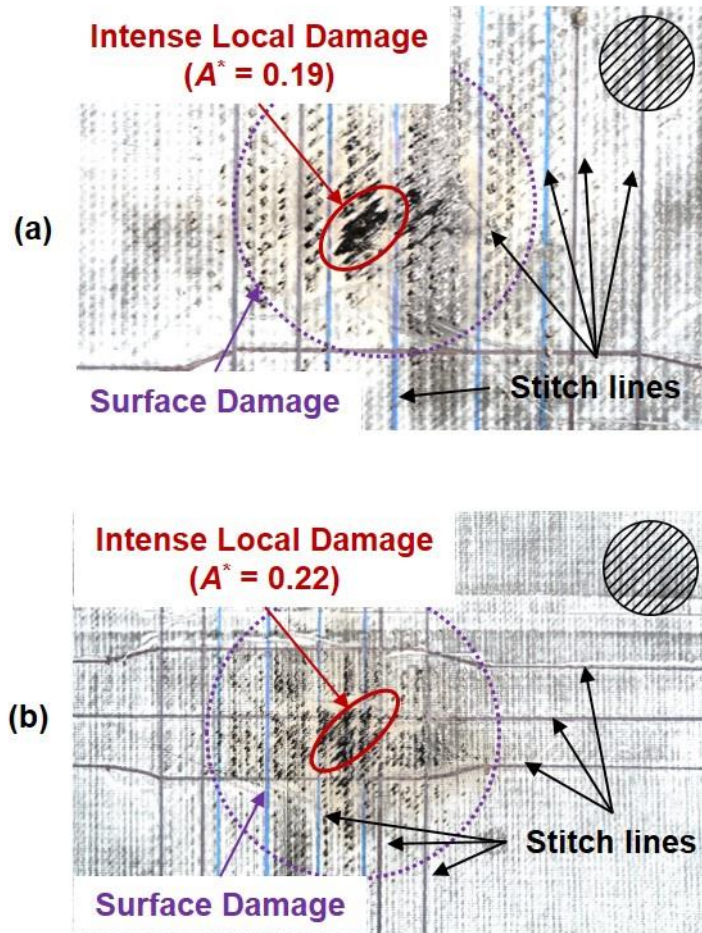 Intense Local Damage
(A* = 0.19)
(a)
Surface Damage
Stitch lines
Intense Local Damage
(A* = 0.22)
(b)
Stitch lines
Surface Damage